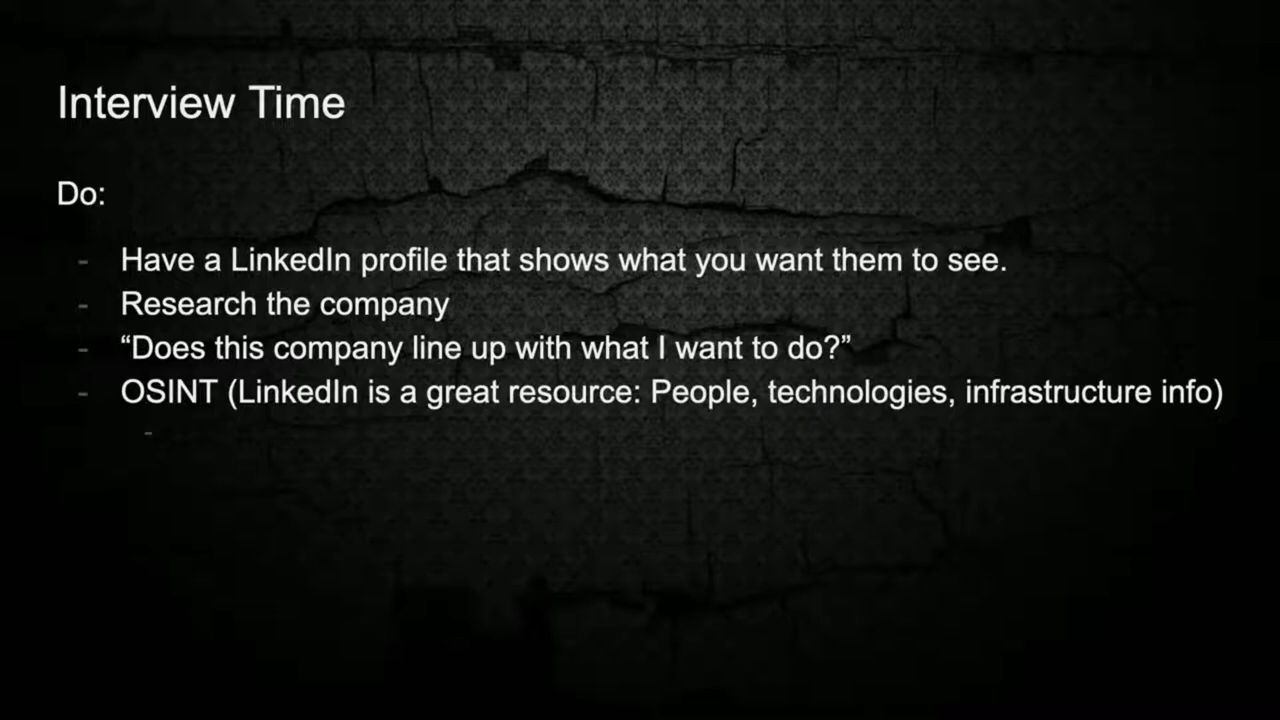 Interview Time
Do:
- Have a LinkedIn profile that shows what you want them to see.
- Research the company
- “Does this company line up with what I want to do?”
- OSINT (LinkedIn is a great resource: People, technologies, infrastructure info)
-